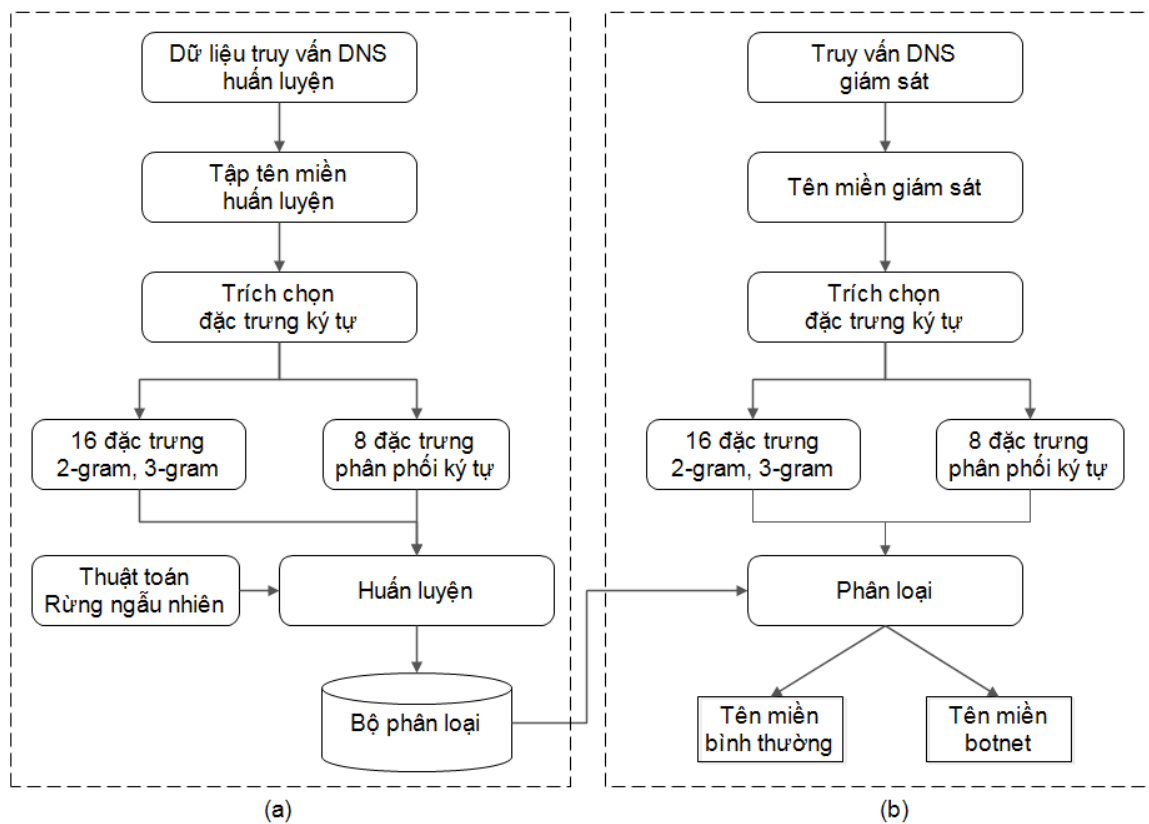 Dữ liệu truy vấn DNS
huấn luyện
Tập tên miền
huấn luyện
Trích chọn
đặc trưng ký tự
16 đặc trưng
2-gram, 3-gram
8 đặc trưng
phân phối ký tự
Thuật toán
Rừng ngẫu nhiên
Huấn luyện
Bộ phân loại
(a)
Truy vấn DNS
giám sát
Tên miền giám sát
Trích chọn
đặc trưng ký tự
16 đặc trưng
2-gram, 3-gram
8 đặc trưng
phân phối ký tự
Phân loại
Tên miền
bình thường
Tên miền
botnet
(b)